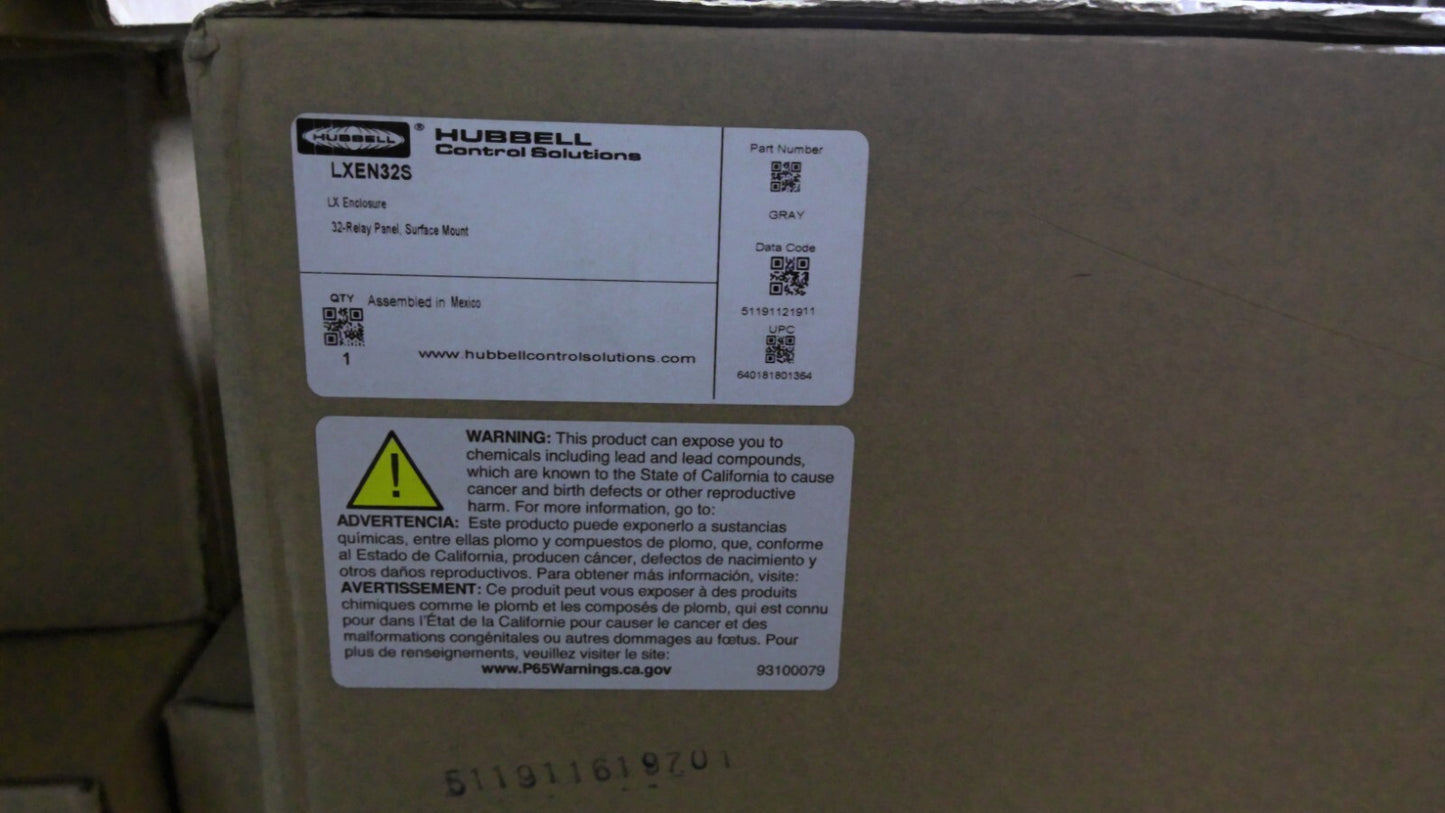 HUBBELL ® HUBBELL
Control Solutions
LXEN32S
LX Enclosure
32-Relay Panel, Surface Mount
QTY
1
Assembled in Mexico
www.hubbellcontrolsolutions.com
Part Number
GRAY
Data Code
51191121911
UPC
640181801364
WARNING: This product can expose you to
chemicals including lead and lead compounds,
which are known to the State of California to cause
cancer and birth defects or other reproductive
harm. For more information, go to:
ADVERTENCIA: Este producto puede exponerlo a sustancias
químicas, entre ellas plomo y compuestos de plomo, que, conforme
al Estado de California, producen cáncer, defectos de nacimiento y
otros daños reproductivos. Para obtener más información, visite:
AVERTISSEMENT: Ce produit peut vous exposer à des produits
chimiques comme le plomb et les composés de plomb, qui est connu
pour dans l'État de la Californie pour causer le cancer et des
malformations congénitales ou autres dommages au fœtus. Pour
plus de renseignements, veuillez visiter le site:
www.P65Warnings.ca.gov 93100079
511911619201